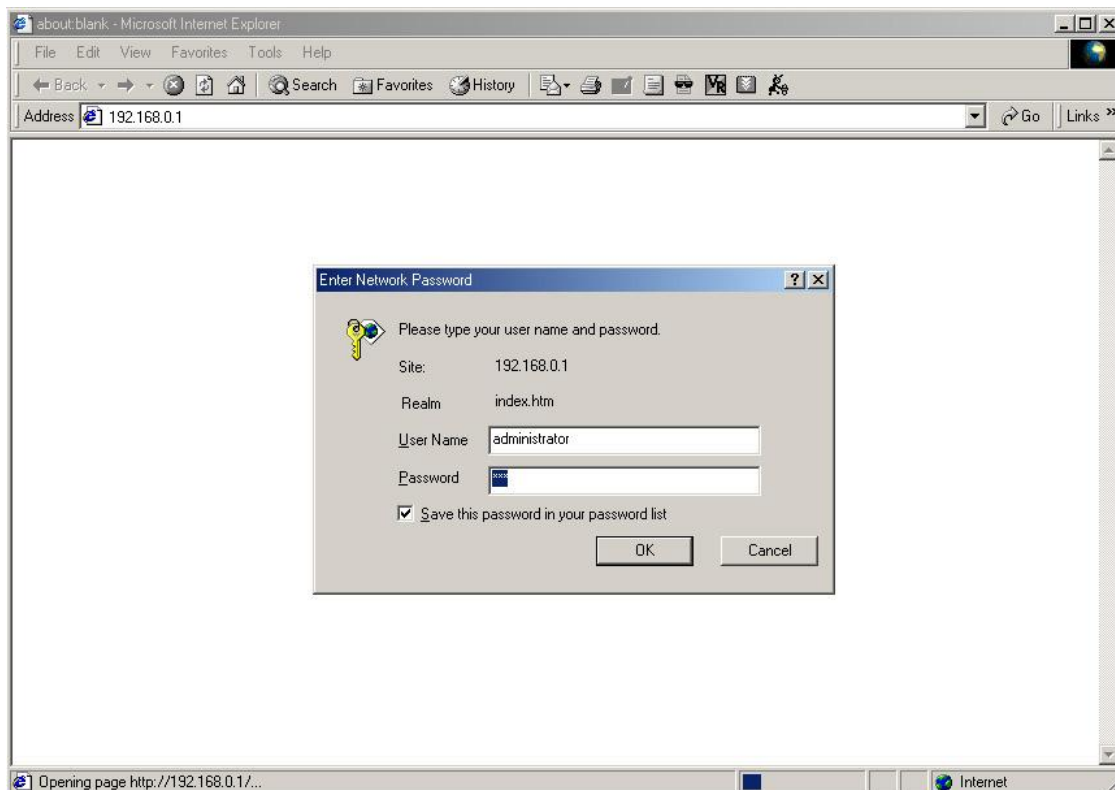 about:blank - Microsoft Internet Explorer
File Edit View Favorites Tools Help
Back Search Favorites History
Address 192.168.0.1 Go Links »
Enter Network Password
Please type your user name and password.
Site: 192.168.0.1
Realm index.htm
User Name administrator
Password ***
Save this password in your password list
OK Cancel
Opening page http://192.168.0.1/... Internet